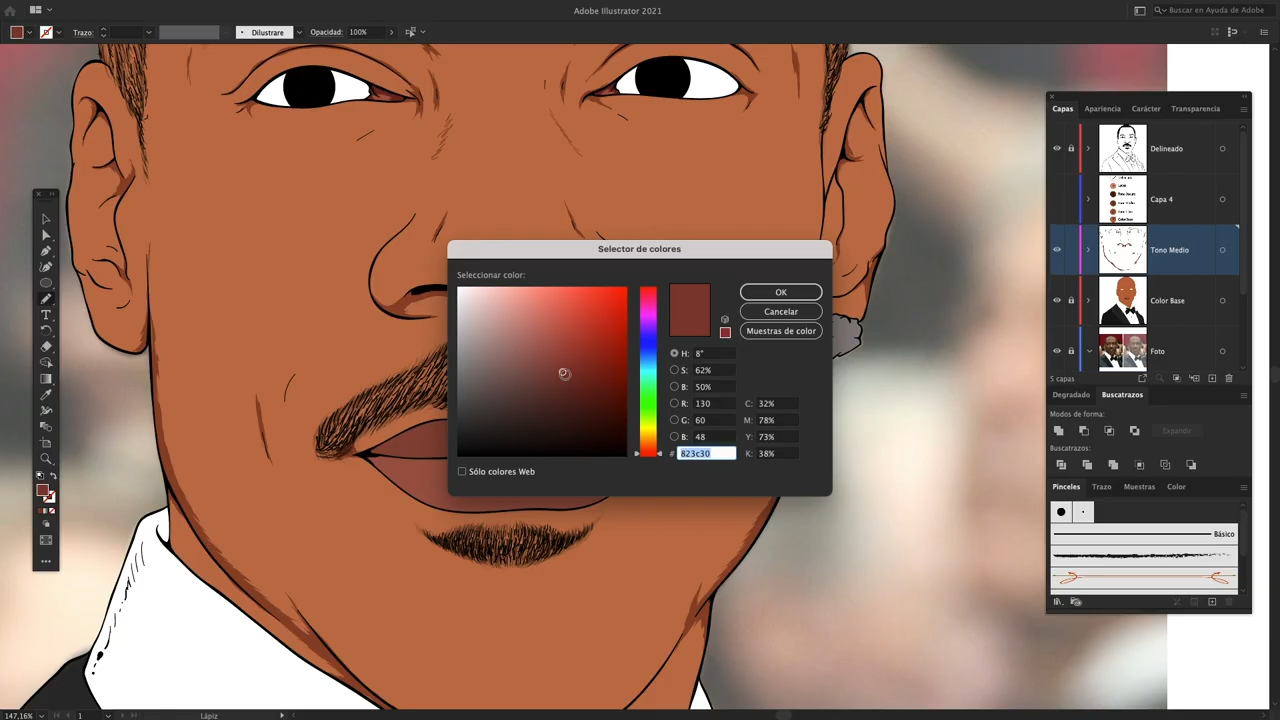 Adobe Illustrator 2021
Buscar en Ayuda de Adobe
Trazo:
Dilustrare
Opacidad: 100%
Capas Apariencia Carácter Transparencia
Delineado
Capa 4
Tono Medio
Color Base
Foto
5 capas
Degradado Buscatrazos
Modos de forma:
Expandir
Buscatrazos:
Pinceles Trazo Muestras Color
Básico
Selector de colores
Seleccionar color:
OK
Cancelar
Muestras de color
H: 8°
S: 62%
B: 50%
R: 130 C: 32%
G: 60 M: 78%
B: 48 Y: 73%
# 823c30 K: 38%
Sólo colores Web
147,16% 1 Lápiz